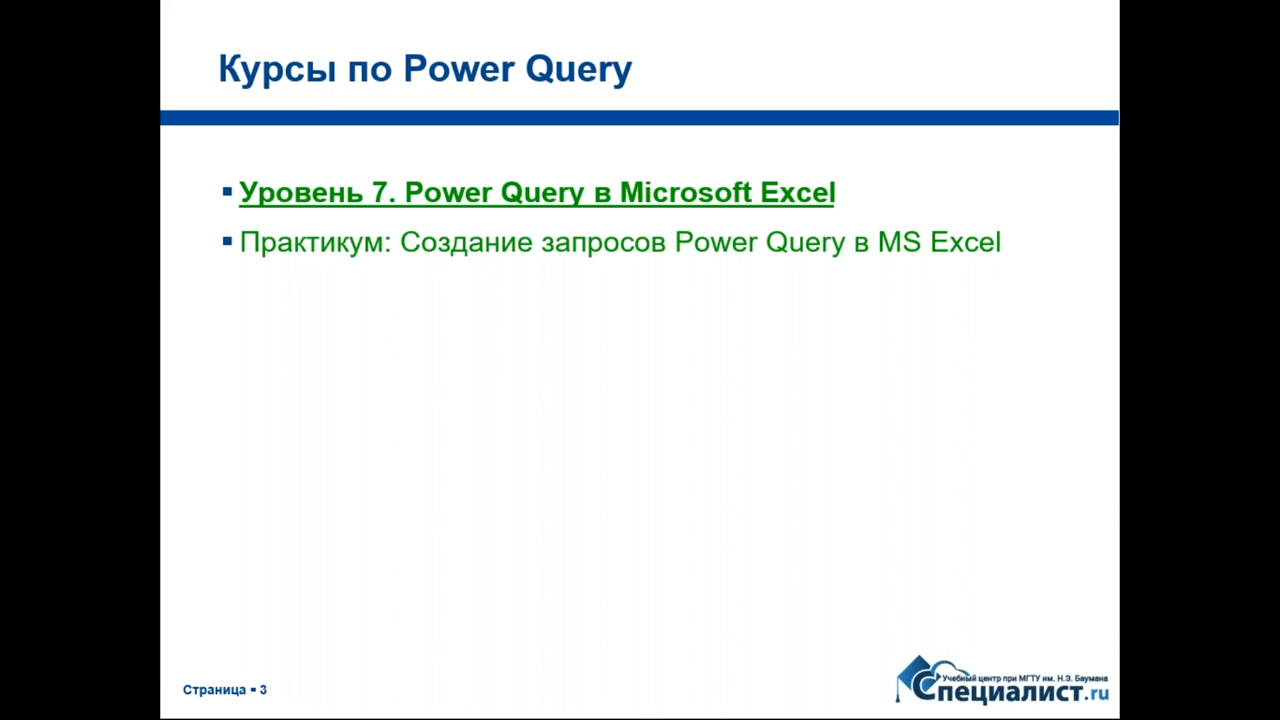 Курсы по Power Query
Уровень 7. Power Query в Microsoft Excel
Практикум: Создание запросов Power Query в MS Excel
Страница ▪ 3
Учебный центр при МГТУ им. Н.Э. Баумана
Специалист.ru